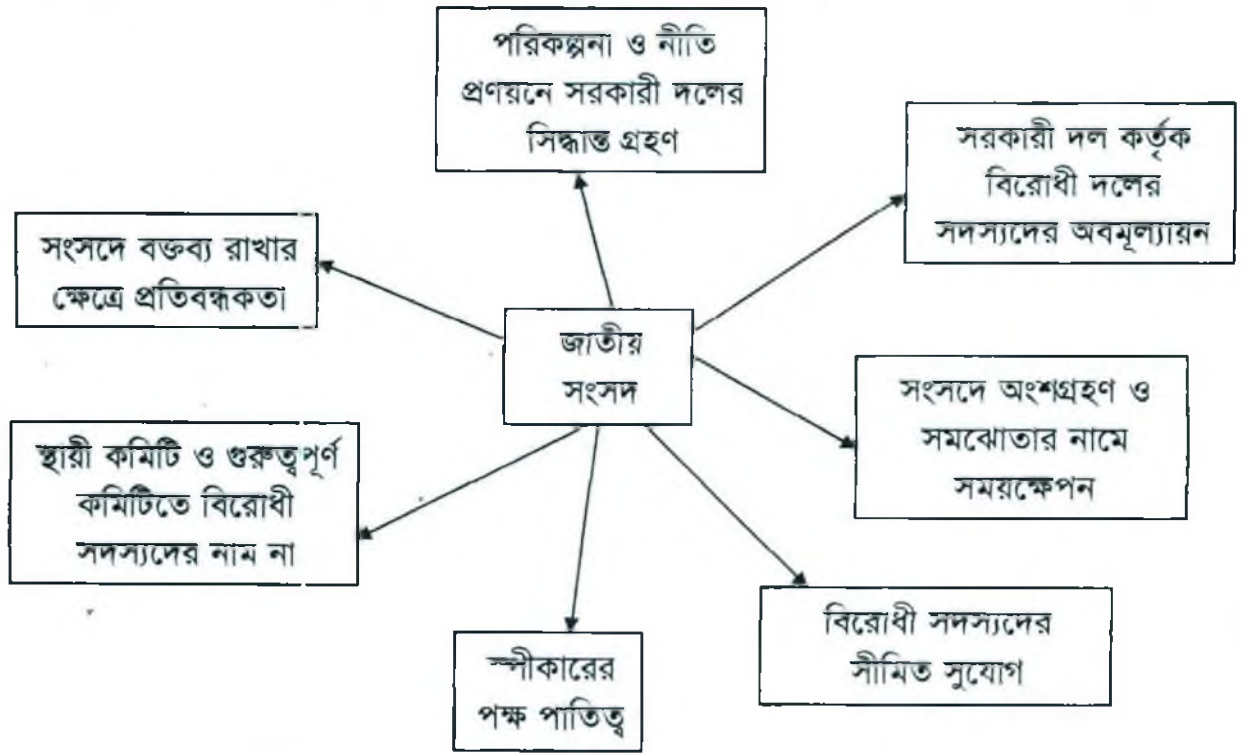 পরিকল্পনা ও নীতি
প্রণয়নে সরকারী দলের
সিদ্ধান্ত গ্রহণ
সরকারী দল কর্তৃক
বিরোধী দলের
সদস্যদের অবমূল্যায়ন
সংসদে বক্তব্য রাখার
ক্ষেত্রে প্রতিবন্ধকতা
জাতীয়
সংসদ
সংসদে অংশগ্রহণ ও
সমঝোতার নামে
সময়ক্ষেপন
স্থায়ী কমিটি ও গুরুত্বপূর্ণ
কমিটিতে বিরোধী
সদস্যদের নাম না
বিরোধী সদস্যদের
সীমিত সুযোগ
স্পীকারের
পক্ষ পাতিত্ব